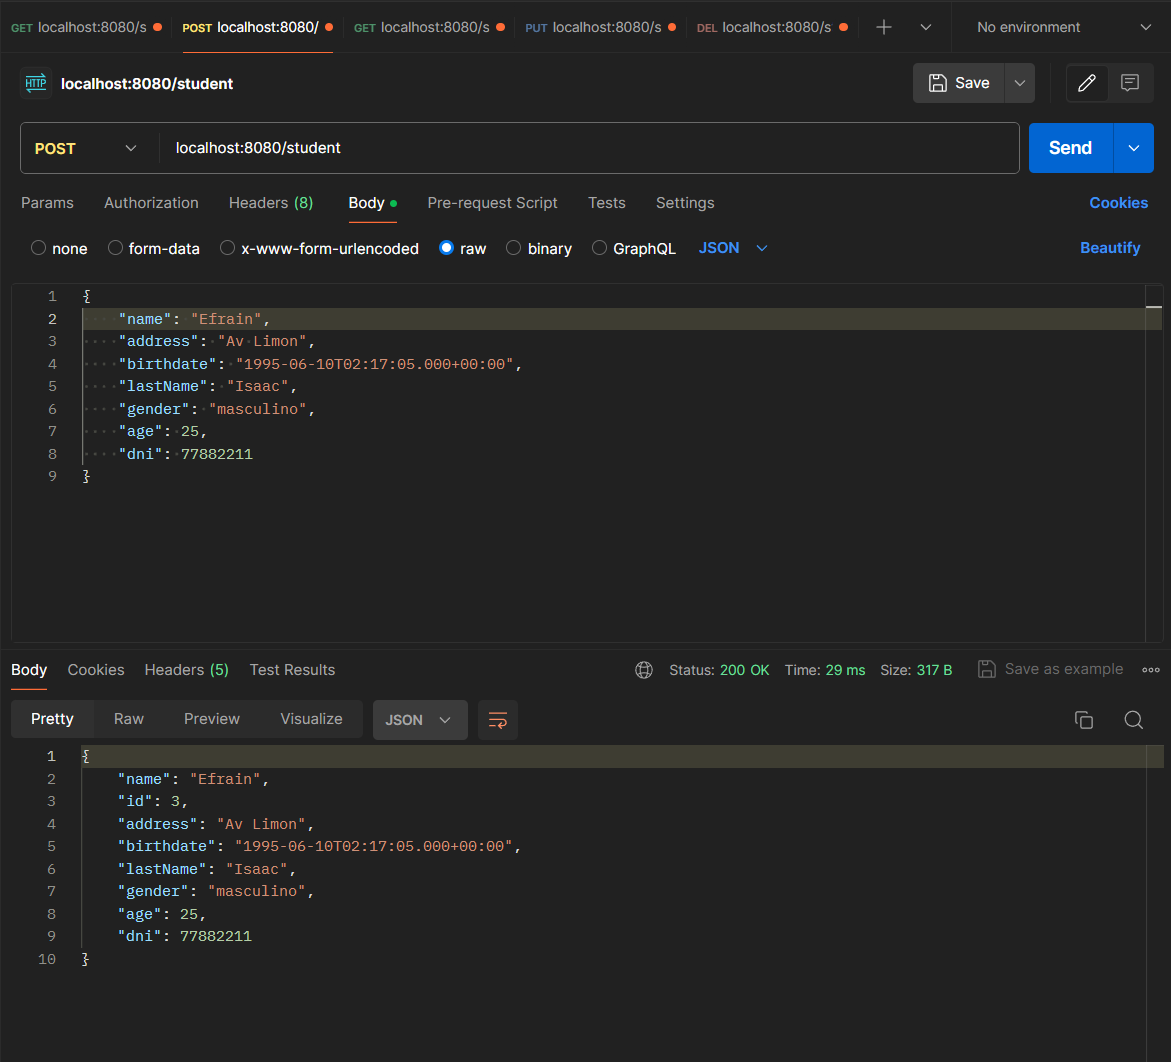 GET localhost:8080/s POST localhost:8080/ GET localhost:8080/s PUT localhost:8080/s DEL localhost:8080/s No environment
HTTP localhost:8080/student Save
POST localhost:8080/student Send
Params Authorization Headers (8) Body Pre-request Script Tests Settings Cookies
none form-data x-www-form-urlencoded raw binary GraphQL JSON Beautify
1 {
2 "name": "Efrain",
3 "address": "Av Limon",
4 "birthdate": "1995-06-10T02:17:05.000+00:00",
5 "lastName": "Isaac",
6 "gender": "masculino",
7 "age": 25,
8 "dni": 77882211
9 }
Body Cookies Headers (5) Test Results Status: 200 OK Time: 29 ms Size: 317 B Save as example
Pretty Raw Preview Visualize JSON
1 {
2 "name": "Efrain",
3 "id": 3,
4 "address": "Av Limon",
5 "birthdate": "1995-06-10T02:17:05.000+00:00",
6 "lastName": "Isaac",
7 "gender": "masculino",
8 "age": 25,
9 "dni": 77882211
10 }